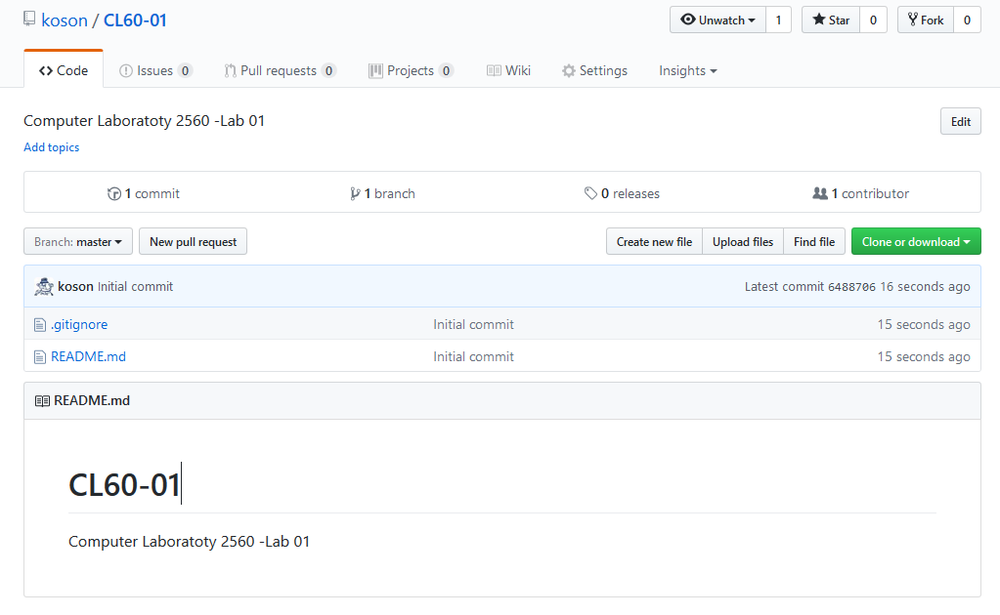 koson / CL60-01
Unwatch 1 Star 0 Fork 0
Code Issues 0 Pull requests 0 Projects 0 Wiki Settings Insights
Computer Laboratoty 2560 -Lab 01
Edit
Add topics
1 commit 1 branch 0 releases 1 contributor
Branch: master New pull request Create new file Upload files Find file Clone or download
koson Initial commit Latest commit 6488706 16 seconds ago
.gitignore Initial commit 15 seconds ago
README.md Initial commit 15 seconds ago
README.md
CL60-01
Computer Laboratoty 2560 -Lab 01